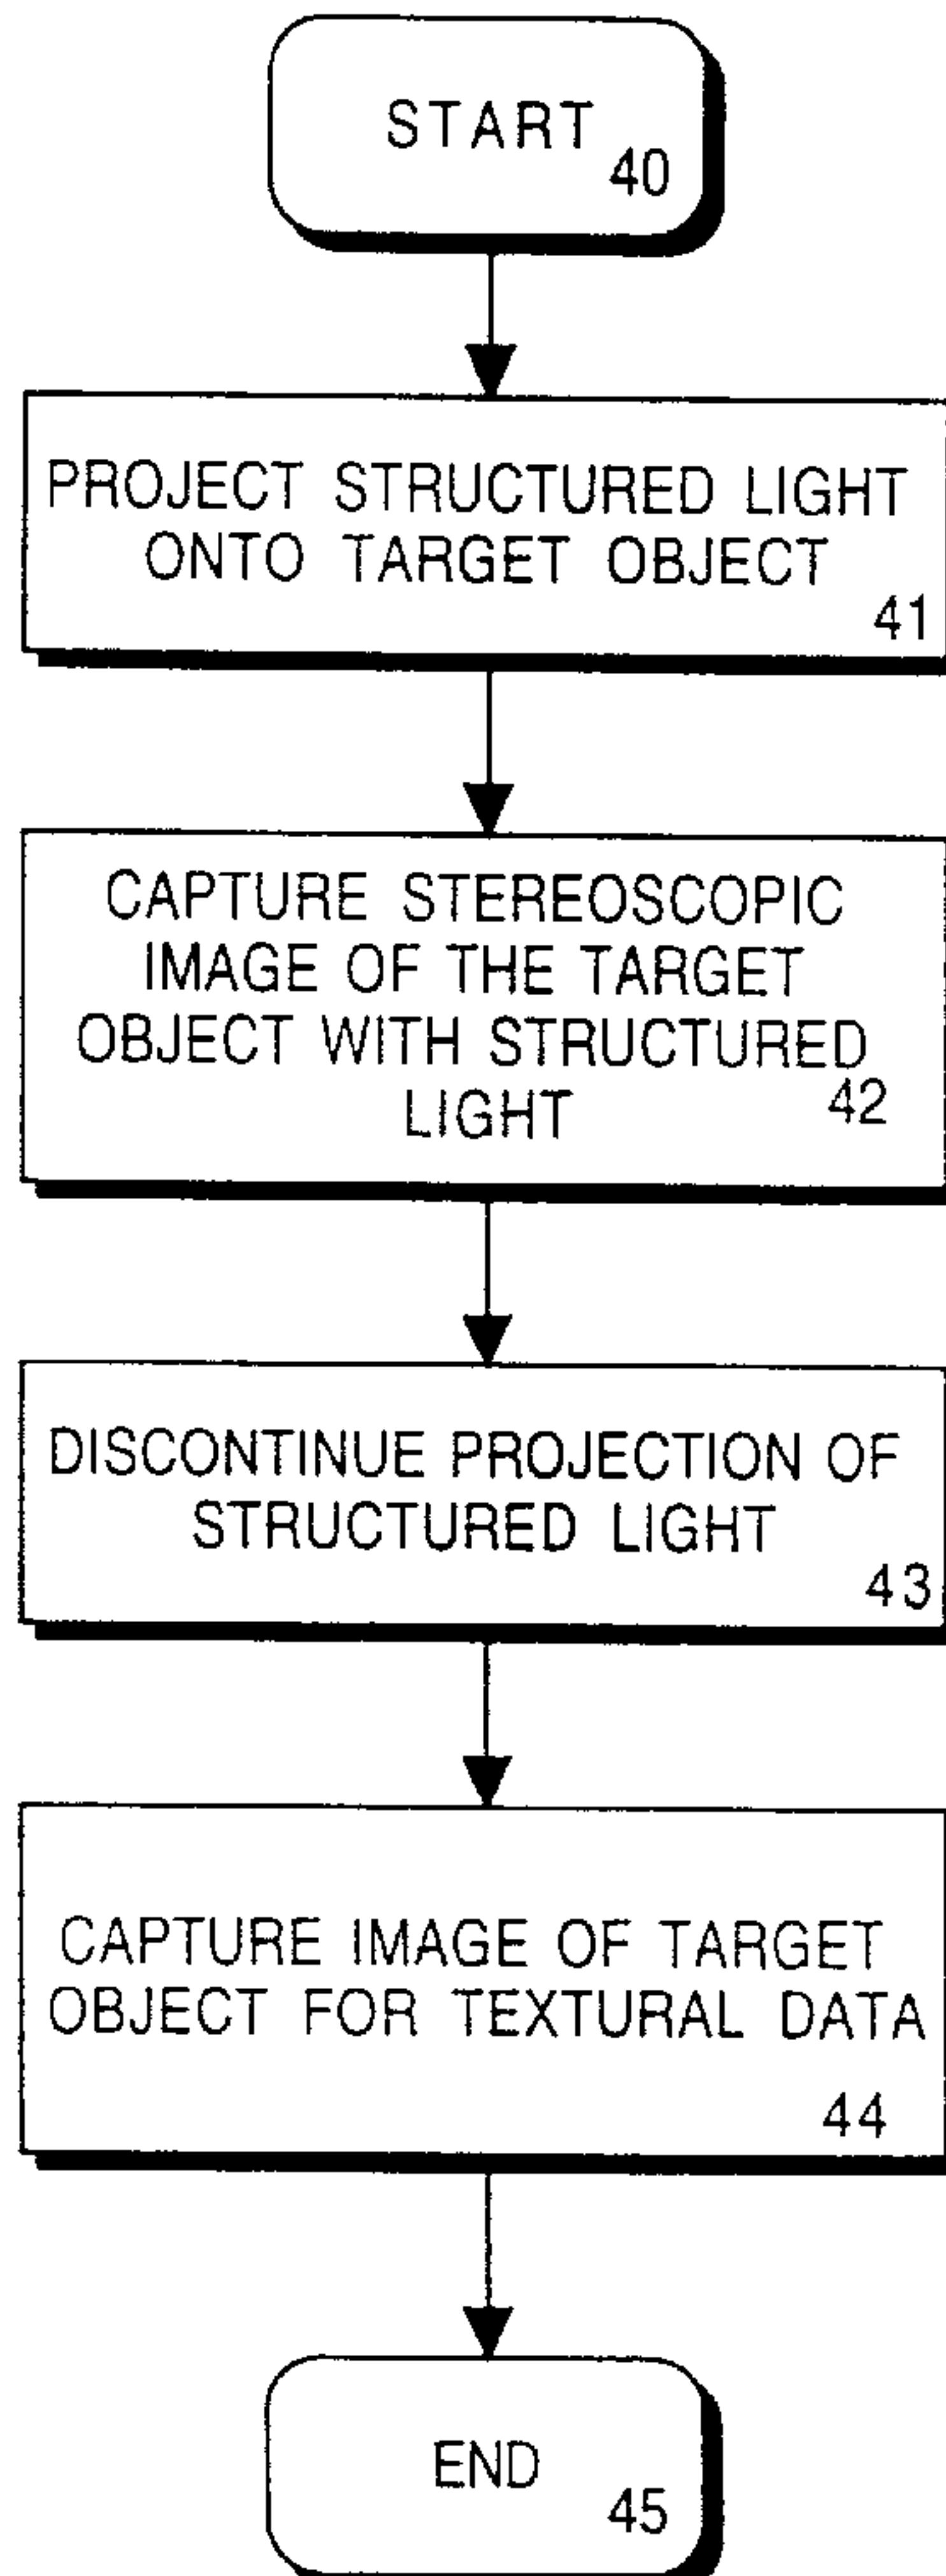 START
40
PROJECT STRUCTURED LIGHT
ONTO TARGET OBJECT
41
CAPTURE STEREOSCOPIC
IMAGE OF THE TARGET
OBJECT WITH STRUCTURED
LIGHT
42
DISCONTINUE PROJECTION OF
STRUCTURED LIGHT
43
CAPTURE IMAGE OF TARGET
OBJECT FOR TEXTURAL DATA
44
END
45